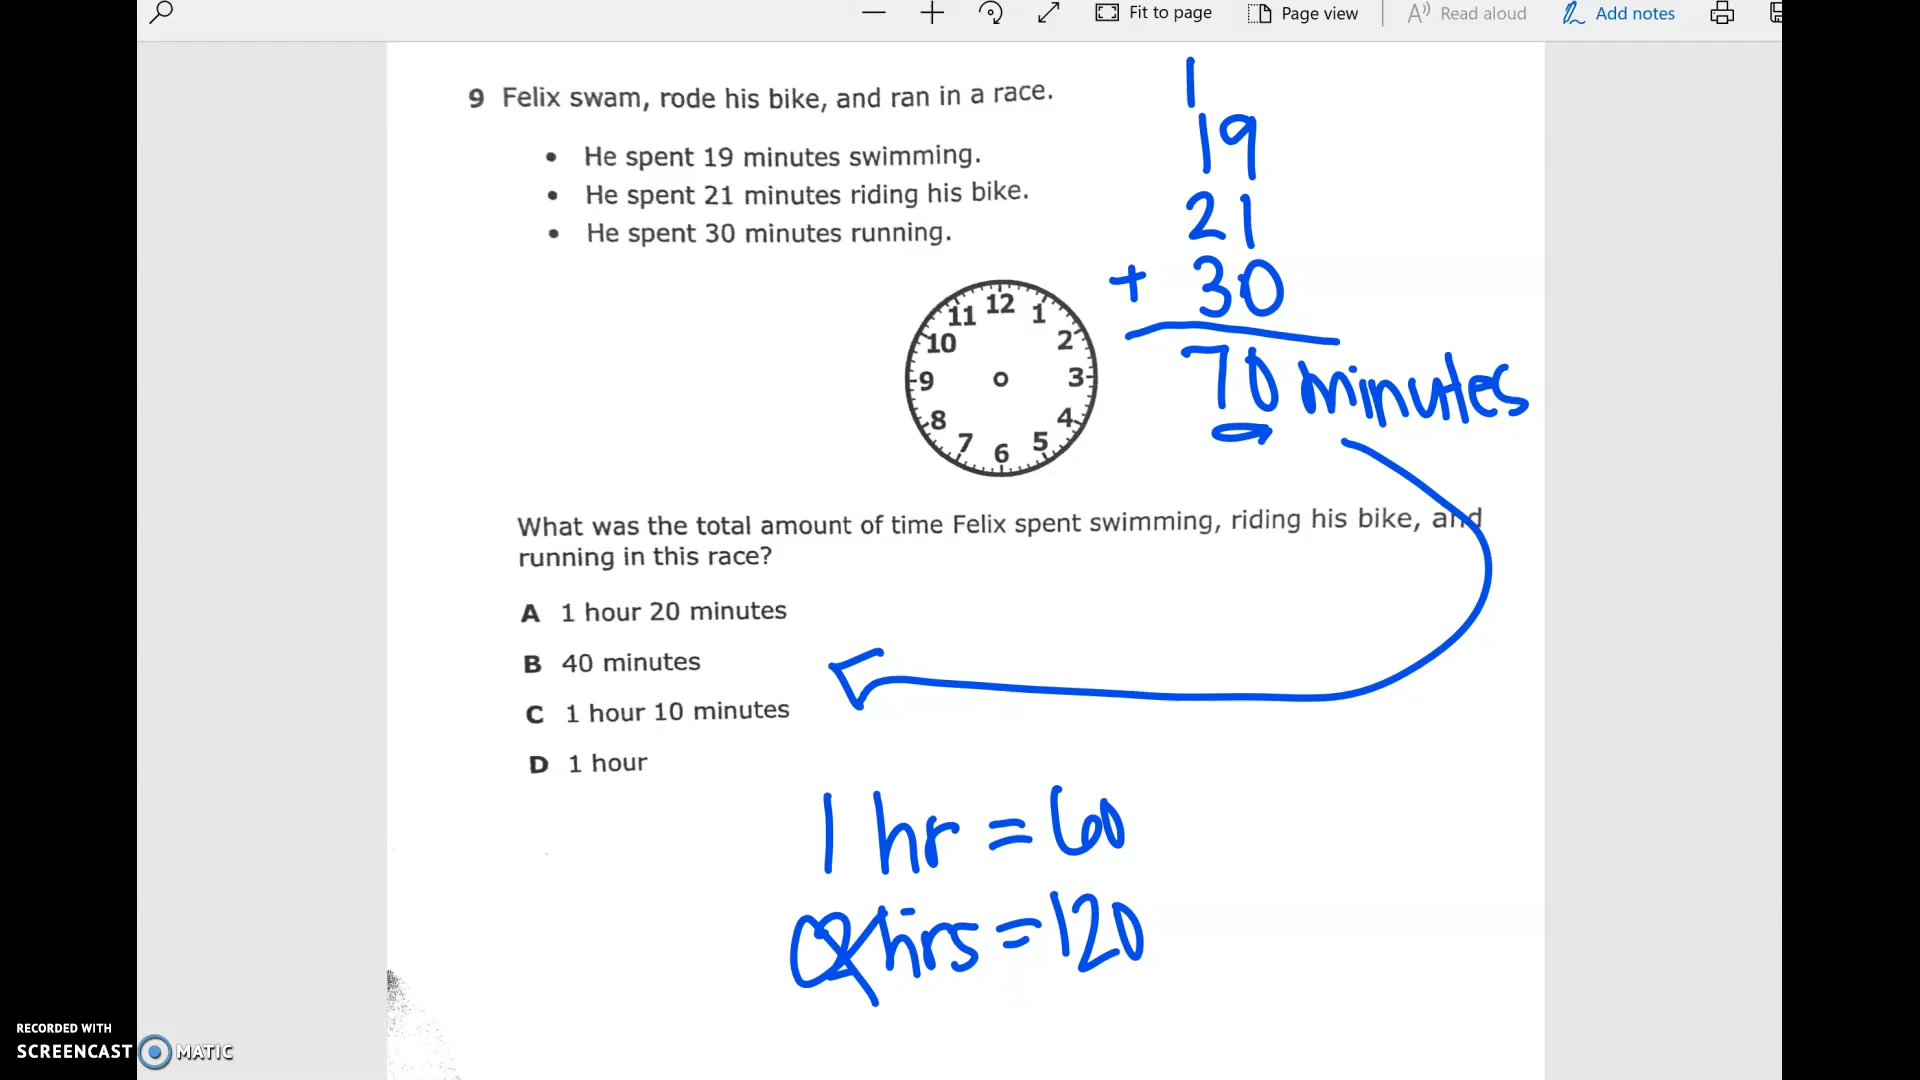 Fit to page Page view Read aloud Add notes
9 Felix swam, rode his bike, and ran in a race.
• He spent 19 minutes swimming.
• He spent 21 minutes riding his bike.
• He spent 30 minutes running.
1
19
21
+ 30
70 minutes
12
11 1
10 2
9 3
8 4
7 5
6
What was the total amount of time Felix spent swimming, riding his bike, and
running in this race?
A 1 hour 20 minutes
B 40 minutes
C 1 hour 10 minutes
D 1 hour
1 hr = 60
2 hrs = 120
RECORDED WITH
SCREENCAST MATIC